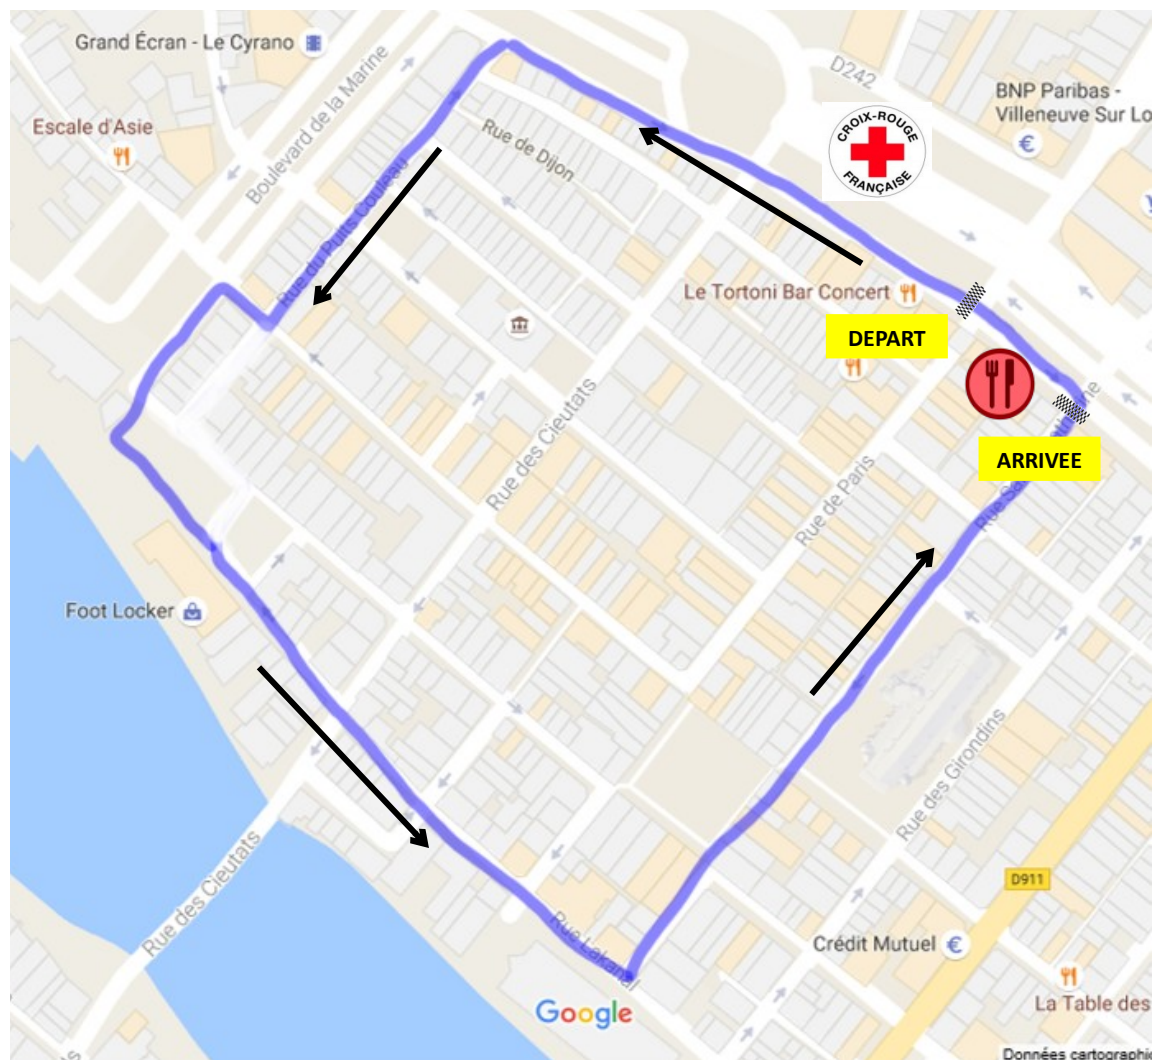 Grand Écran - Le Cyrano
D242
BNP Paribas -
Villeneuve Sur Lo
Escale d'Asie
Boulevard de la Marine
CROIX-ROUGE
FRANÇAISE
Rue de Dijon
Rue du Puits Couleau
Le Tortoni Bar Concert
DEPART
ARRIVEE
Rue des Cieutats
Rue de Paris
Rue
Foot Locker
Rue des Girondins
D911
Rue des Cieutats
Rue Lakanal
Crédit Mutuel
Google
La Table des
Données cartographi